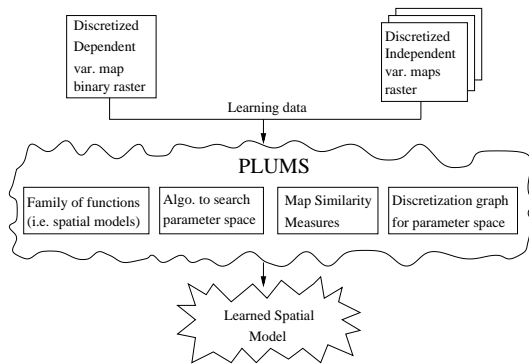 Discretized
Dependent
var. map
binary raster
Discretized
Independent
var. maps
raster
Learning data
PLUMS
Family of functions
(i.e. spatial models)
Algo. to search
parameter space
Map Similarity
Measures
Discretization graph
for parameter space
Learned Spatial
Model